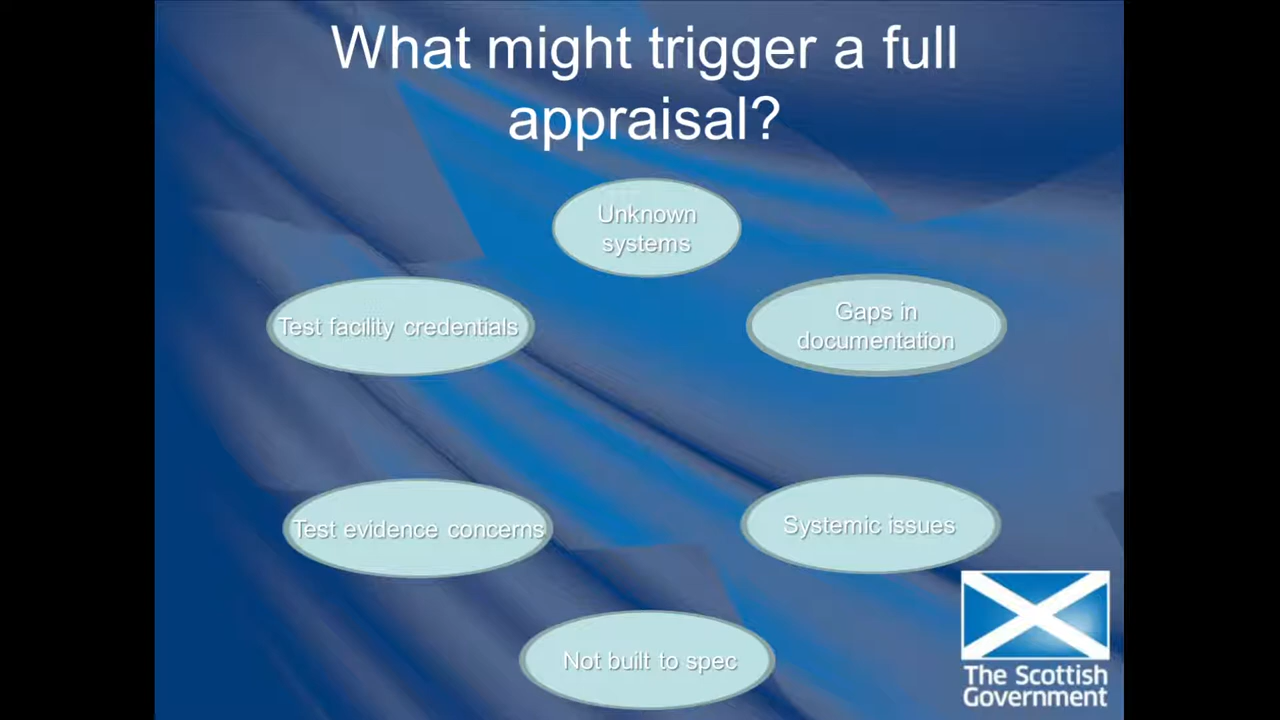 What might trigger a full
appraisal?
Unknown
systems
Test facility credentials
Gaps in
documentation
Test evidence concerns
Systemic issues
Not built to spec
The Scottish
Government